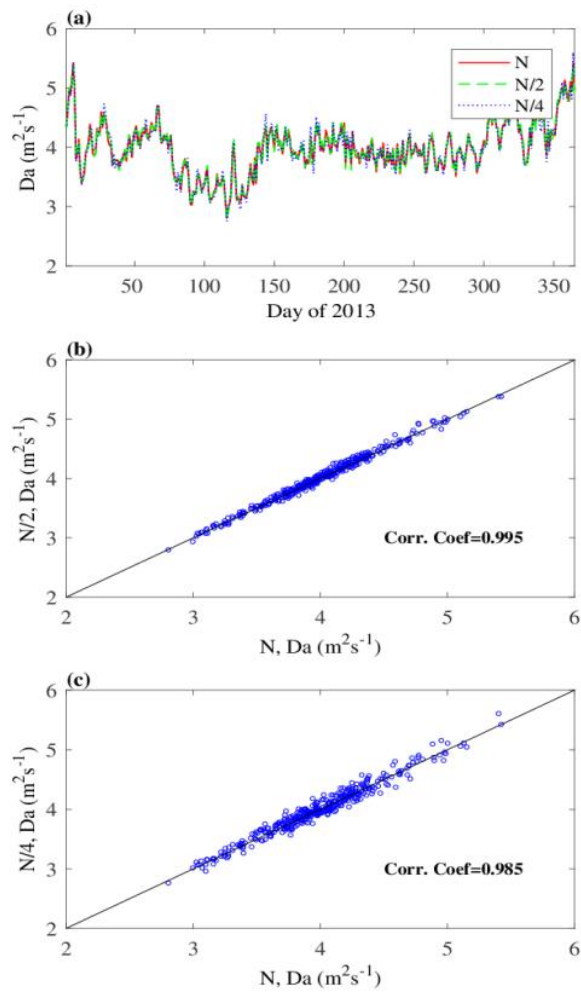 (a)
6
5
4
3
2
Da (m²s⁻¹)
N
N/2
N/4
50 100 150 200 250 300 350
Day of 2013
(b)
6
5
4
3
2
N/2, Da (m²s⁻¹)
Corr. Coef=0.995
2 3 4 5 6
N, Da (m²s⁻¹)
(c)
6
5
4
3
2
N/4, Da (m²s⁻¹)
Corr. Coef=0.985
2 3 4 5 6
N, Da (m²s⁻¹)